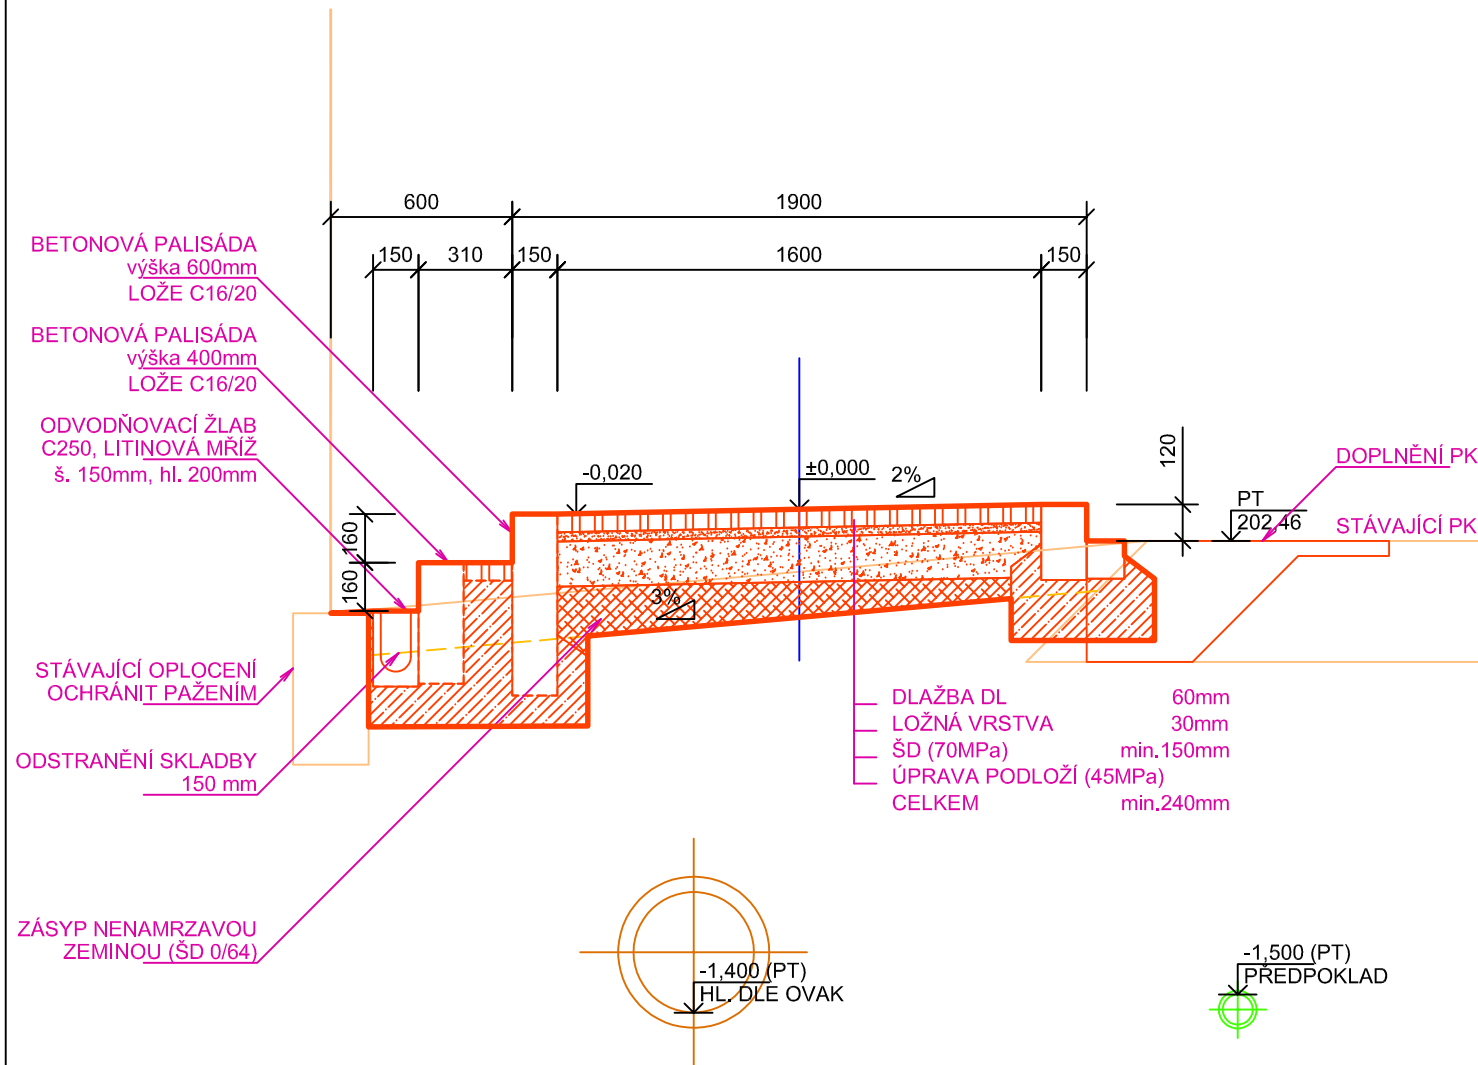 600
1900
150
310
150
1600
150
BETONOVÁ PALISÁDA
výška 600mm
LOŽE C16/20
BETONOVÁ PALISÁDA
výška 400mm
LOŽE C16/20
ODVODŇOVACÍ ŽLAB
C250, LITINOVÁ MŘÍŽ
š. 150mm, hl. 200mm
-0,020
±0,000
2%
120
DOPLNĚNÍ PK
PT
202,46
STÁVAJÍCÍ PK
160
160
3%
STÁVAJÍCÍ OPLOCENÍ
OCHRÁNIT PAŽENÍM
ODSTRANĚNÍ SKLADBY
150 mm
DLAŽBA DL 60mm
LOŽNÁ VRSTVA 30mm
ŠD (70MPa) min.150mm
ÚPRAVA PODLOŽÍ (45MPa)
CELKEM min.240mm
ZÁSYP NENAMRZAVOU
ZEMINOU (ŠD 0/64)
-1,400 (PT)
HL. DLE OVAK
-1,500 (PT)
PŘEDPOKLAD